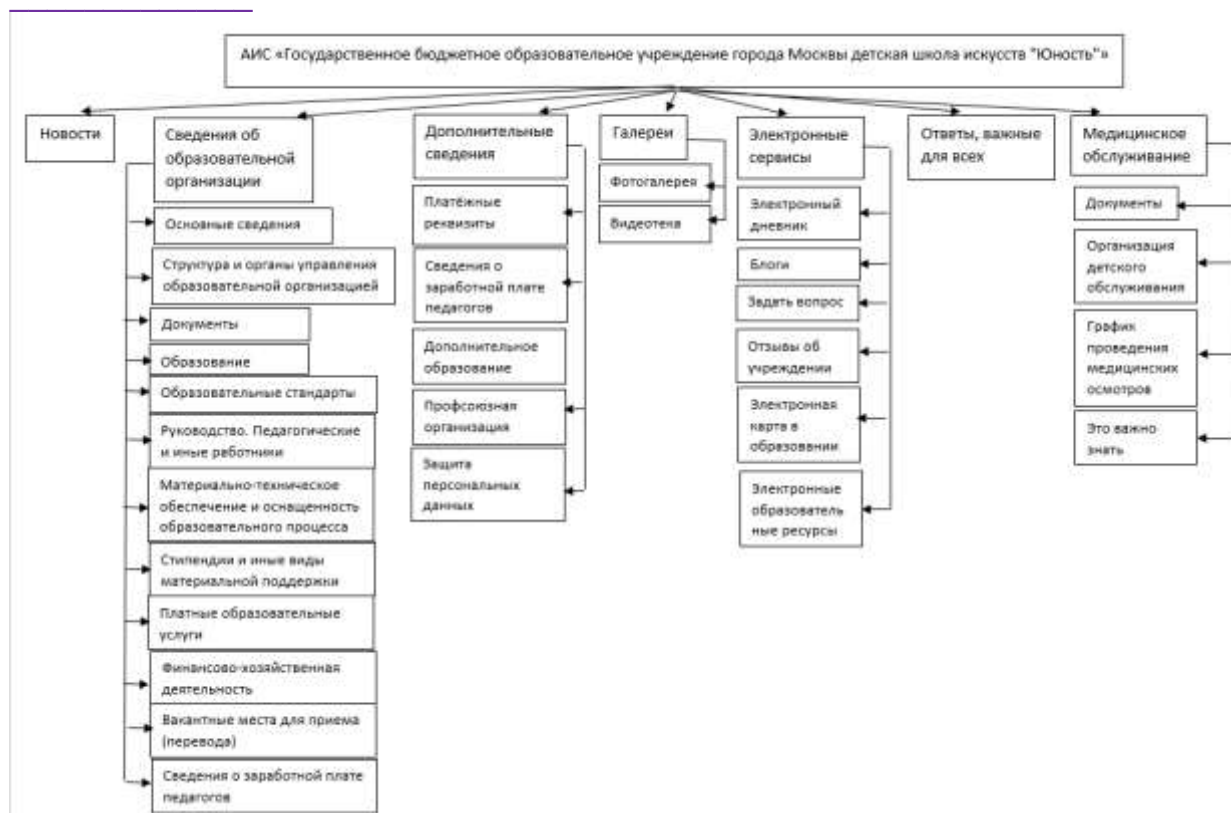 АИС «Государственное бюджетное образовательное учреждение города Москвы детская школа искусств "Юность"»
Новости
Сведения об
образовательной
организации
Основные сведения
Структура и органы управления
образовательной организацией
Документы
Образование
Образовательные стандарты
Руководство. Педагогические
и иные работники
Материально-техническое
обеспечение и оснащенность
образовательного процесса
Стипендии и иные виды
материальной поддержки
Платные образовательные
услуги
Финансово-хозяйственная
деятельность
Вакантные места для приема
(перевода)
Сведения о заработной плате
педагогов
Дополнительные
сведения
Платёжные
реквизиты
Сведения о
заработной плате
педагогов
Дополнительное
образование
Профсоюзная
организация
Защита
персональных
данных
Галереи
Фотогалерея
Видеотека
Электронные
сервисы
Электронный
дневник
Блоги
Задать вопрос
Отзывы об
учреждении
Электронная
карта в
образовании
Электронные
образователь
ные ресурсы
Ответы, важные
для всех
Медицинское
обслуживание
Документы
Организация
детского
обслуживания
График
проведения
медицинских
осмотров
Это важно
знать